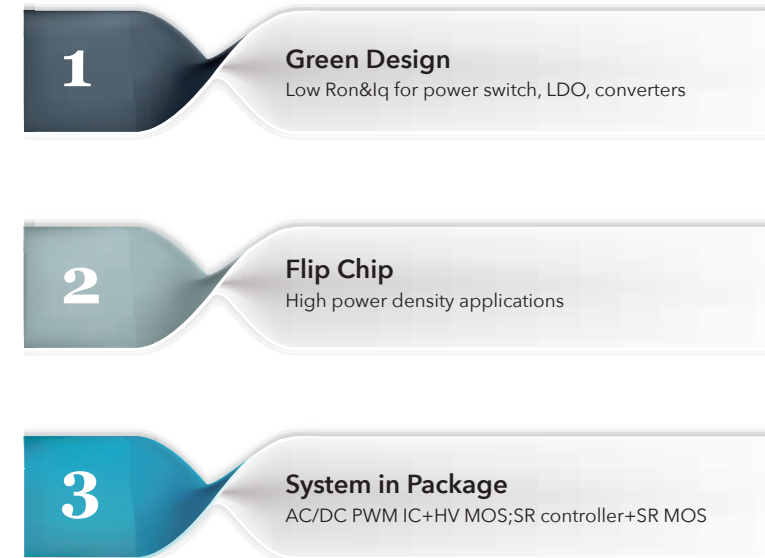 1
Green Design
Low Ron&Iq for power switch, LDO, converters
2
Flip Chip
High power density applications
3
System in Package
AC/DC PWM IC+HV MOS;SR controller+SR MOS